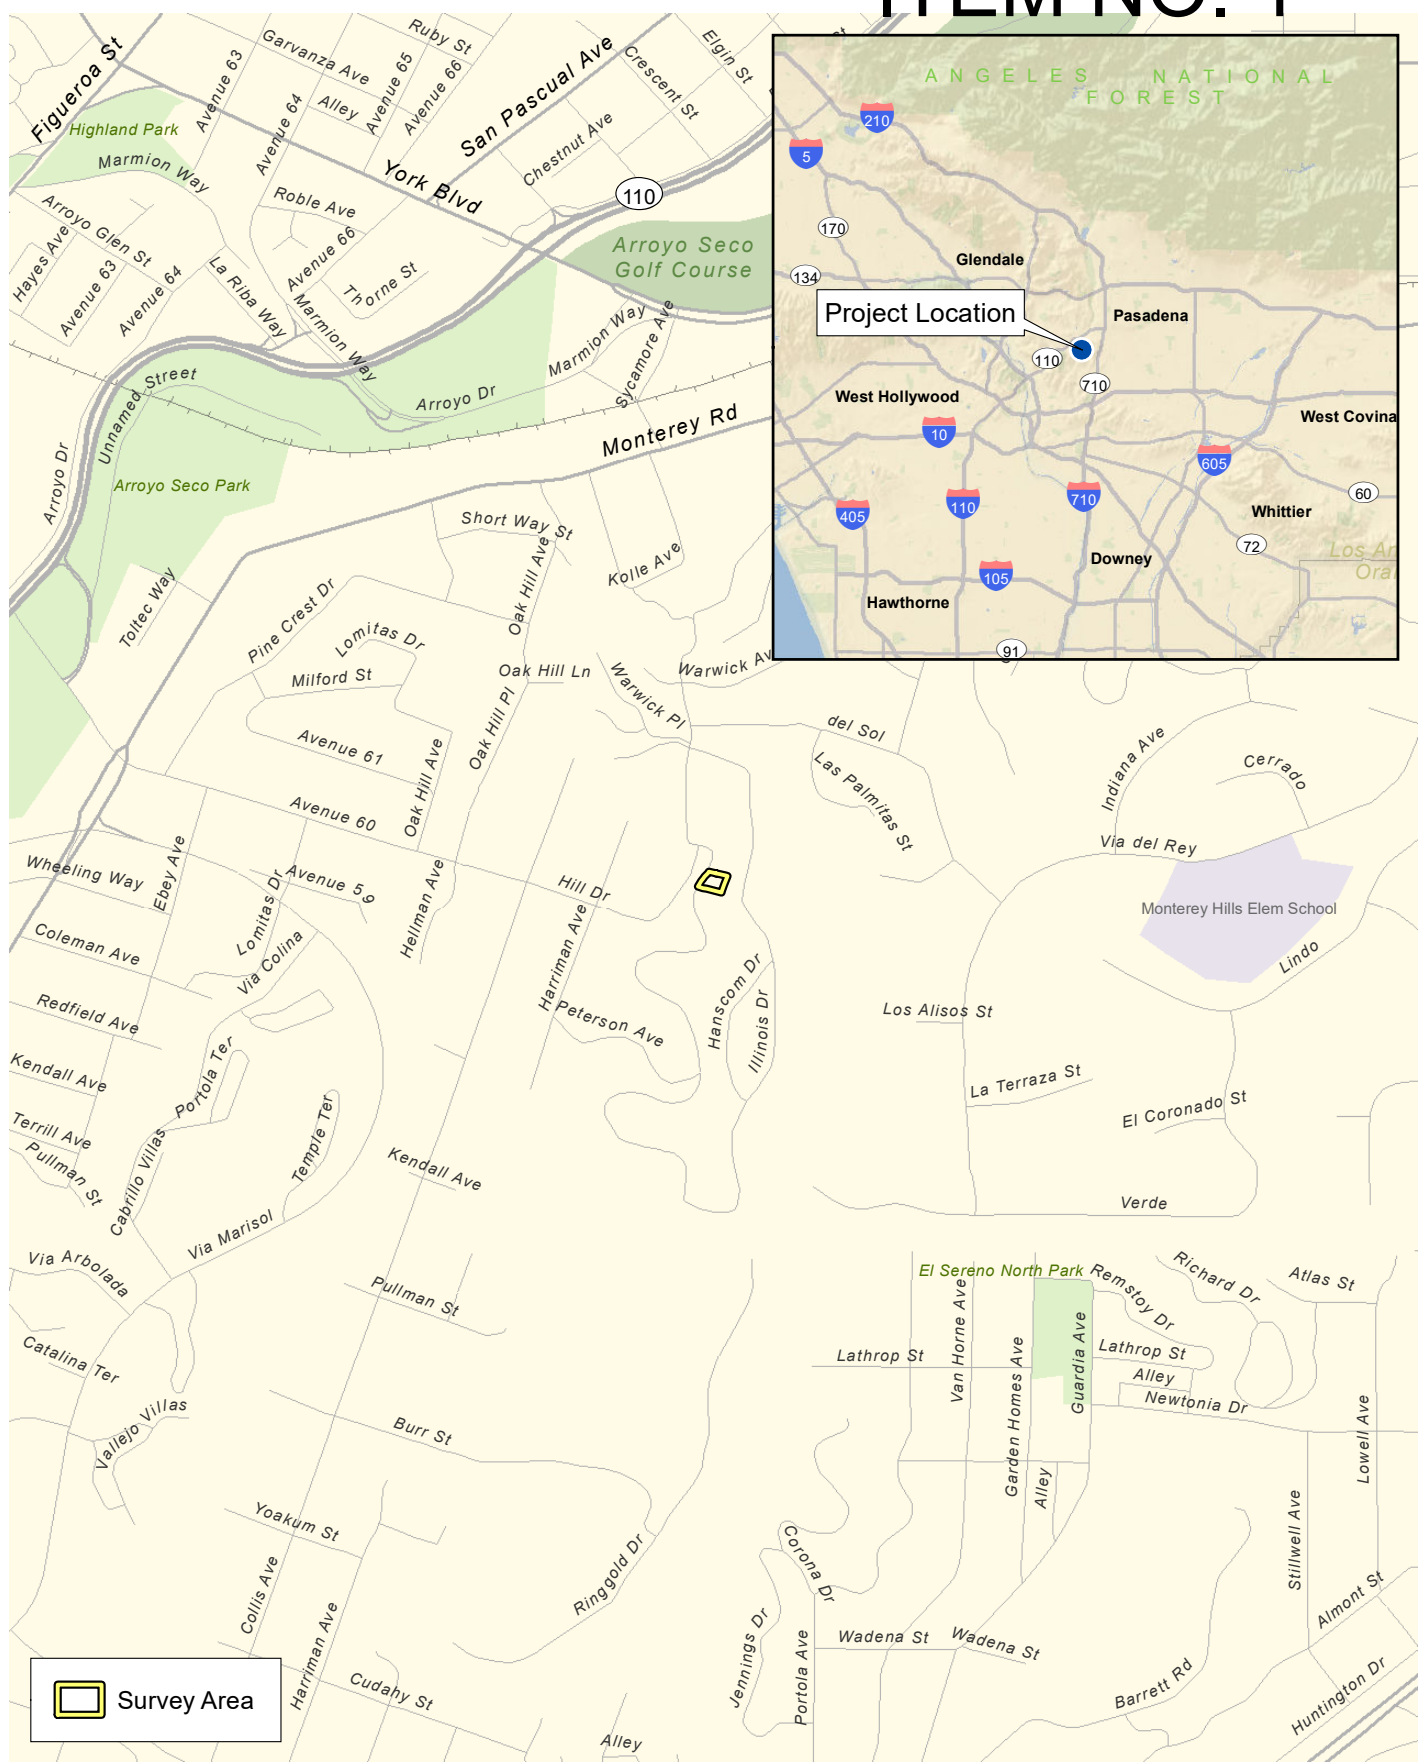 ITEM NO. 1
Figueroa St
Highland Park
Marmion Way
Avenue 63
Garvanza Ave
Avenue 64
Alley
Avenue 65
Ruby St
Avenue 66
San Pascual Ave
Crescent St
Elgin St
Chestnut Ave
York Blvd
110
Roble Ave
Avenue 66
Thorne St
Arroyo Seco
Golf Course
Arroyo Glen St
Hayes Ave
Avenue 63
Avenue 64
La Riba Way
Marmion Way
Marmion Way
Sycamore Ave
Arroyo Dr
Monterey Rd
Unnamed Street
Arroyo Dr
Arroyo Seco Park
Toltec Way
Short Way St
Kolle Ave
Oak Hill Ave
Pine Crest Dr
Lomitas Dr
Milford St
Oak Hill Ln
Oak Hill Pl
Warwick Pl
Warwick Av
Avenue 61
Oak Hill Ave
Avenue 60
ANGELES NATIONAL
FOREST
210
5
170
134
Glendale
Project Location
Pasadena
110
710
West Hollywood
10
West Covina
605
60
405
110
710
Whittier
72
Downey
105
Hawthorne
91
Los An
Ora
del Sol
Las Palmitas St
Indiana Ave
Cerrado
Via del Rey
Monterey Hills Elem School
Lindo
Wheeling Way
Ebey Ave
Avenue 59
Lomitas Dr
Hellman Ave
Hill Dr
Harriman Ave
Coleman Ave
Via Colina
Redfield Ave
Peterson Ave
Hanscom Dr
Illinois Dr
Los Alisos St
Kendall Ave
Portola Ter
La Terraza St
El Coronado St
Terrill Ave
Pullman St
Cabrillo Villas
Temple Ter
Kendall Ave
Verde
Via Marisol
Via Arbolada
Pullman St
El Sereno North Park
Remstoy Dr
Richard Dr
Atlas St
Catalina Ter
Lathrop St
Van Horne Ave
Garden Homes Ave
Guardia Ave
Lathrop St
Alley
Newtonia Dr
Vallejo Villas
Burr St
Alley
Lowell Ave
Stillwell Ave
Yoakum St
Collis Ave
Harriman Ave
Ringgold Dr
Corona Dr
Jennings Dr
Portola Ave
Wadena St
Wadena St
Almont St
Barrett Rd
Huntington Dr
Cudahy St
Alley
Survey Area